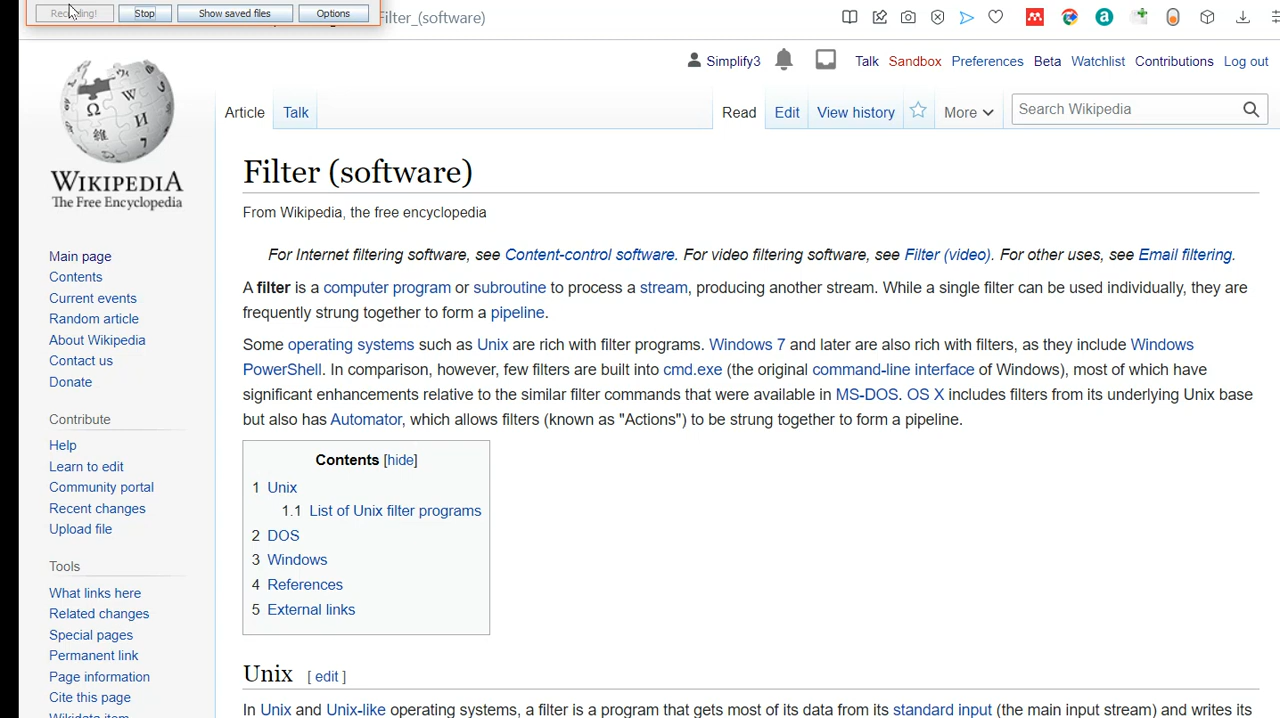 Recording! Stop Show saved files Options
Filter_(software)
Simplify3 Talk Sandbox Preferences Beta Watchlist Contributions Log out
Article Talk Read Edit View history More Search Wikipedia
WIKIPEDIA
The Free Encyclopedia
Filter (software)
From Wikipedia, the free encyclopedia
For Internet filtering software, see Content-control software. For video filtering software, see Filter (video). For other uses, see Email filtering.
A filter is a computer program or subroutine to process a stream, producing another stream. While a single filter can be used individually, they are
frequently strung together to form a pipeline.
Some operating systems such as Unix are rich with filter programs. Windows 7 and later are also rich with filters, as they include Windows
PowerShell. In comparison, however, few filters are built into cmd.exe (the original command-line interface of Windows), most of which have
significant enhancements relative to the similar filter commands that were available in MS-DOS. OS X includes filters from its underlying Unix base
but also has Automator, which allows filters (known as "Actions") to be strung together to form a pipeline.
Contents [hide]
1 Unix
1.1 List of Unix filter programs
2 DOS
3 Windows
4 References
5 External links
Unix [ edit ]
In Unix and Unix-like operating systems, a filter is a program that gets most of its data from its standard input (the main input stream) and writes its
Main page
Contents
Current events
Random article
About Wikipedia
Contact us
Donate
Contribute
Help
Learn to edit
Community portal
Recent changes
Upload file
Tools
What links here
Related changes
Special pages
Permanent link
Page information
Cite this page
Wikidata item